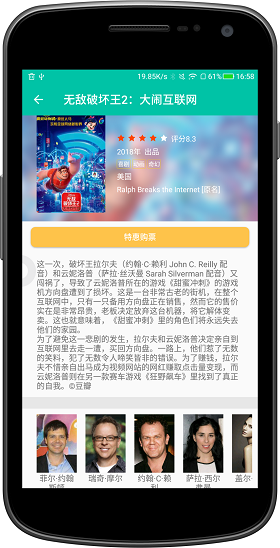 19.85K/s 61% 16:58
无敌破坏王2：大闹互联网
评分8.3
2018年 出品
喜剧 动画 奇幻
美国
Ralph Breaks the Internet [原名]
无敌破坏王2
特惠购票
这一次，破坏王拉尔夫（约翰·C·赖利 John C. Reilly 配
音）和云妮洛普（萨拉·丝沃曼 Sarah Silverman 配音）又
闯祸了，导致了云妮洛普所在的游戏《甜蜜冲刺》的游戏
机方向盘遭到了损坏。这是一台非常古老的街机，在整个
互联网中，只有一只备用方向盘正在销售，然而它的售价
实在是非常昂贵，老板决定放弃这台机器，将它解体变
卖。这也就意味着，《甜蜜冲刺》里的角色们将永远失去
他们的家园。
为了避免这一悲剧的发生，拉尔夫和云妮洛普决定亲自到
互联网里去走一遭，买回方向盘。一路上，他们惹了无数
的笑料，犯了无数令人啼笑皆非的错误。为了赚钱，拉尔
夫不惜亲自出马成为视频网站的网红赚取点击量变现，而
云妮洛普则在另一款赛车游戏《狂野飙车》里找到了真正
的自我。©豆瓣
菲尔·约翰
斯顿
瑞奇·摩尔
约翰·C·赖
利
萨拉·西尔
弗曼
盖尔·